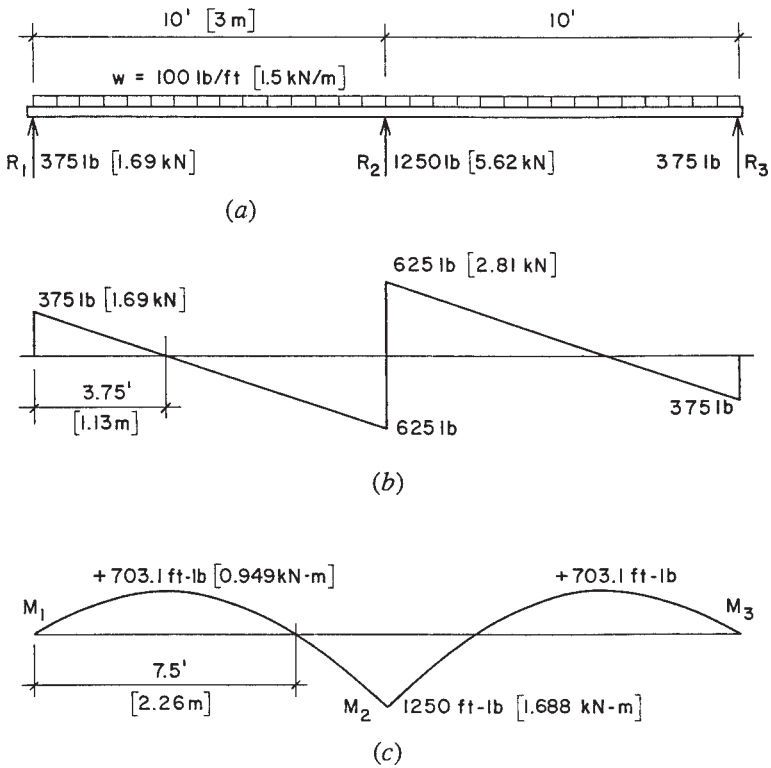 10' [3 m] 10'
w = 100 lb/ft [1.5 kN/m]
R1 375 lb [1.69 kN] R2 1250 lb [5.62 kN] 375 lb R3
(a)
625 lb [2.81 kN]
375 lb [1.69 kN]
3.75'
[1.13 m]
625 lb
375 lb
(b)
+703.1 ft-lb [0.949 kN-m] +703.1 ft-lb
M1 M3
7.5'
[2.26 m]
M2 1250 ft-lb [1.688 kN-m]
(c)